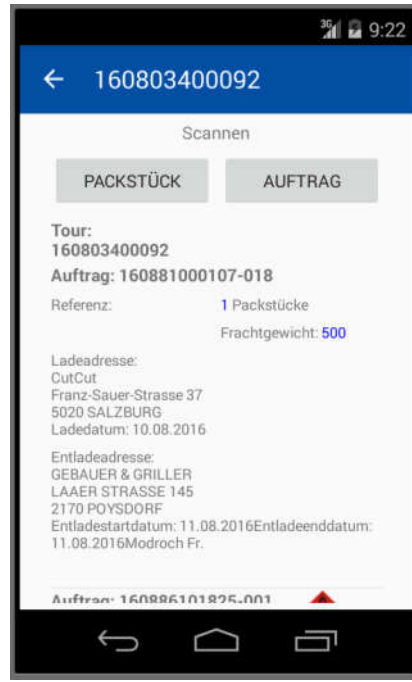 3G 9:22
160803400092
Scannen
PACKSTÜCK AUFTRAG
Tour:
160803400092
Auftrag: 160881000107-018
Referenz: 1 Packstücke
Frachtgewicht: 500
Ladeadresse:
CutCut
Franz-Sauer-Strasse 37
5020 SALZBURG
Ladedatum: 10.08.2016
Entladeadresse:
GEBAUER & GRILLER
LAAER STRASSE 145
2170 POYSDORF
Entladestartdatum: 11.08.2016Entladeenddatum:
11.08.2016Modroch Fr.
Auftrag: 160886101825-001